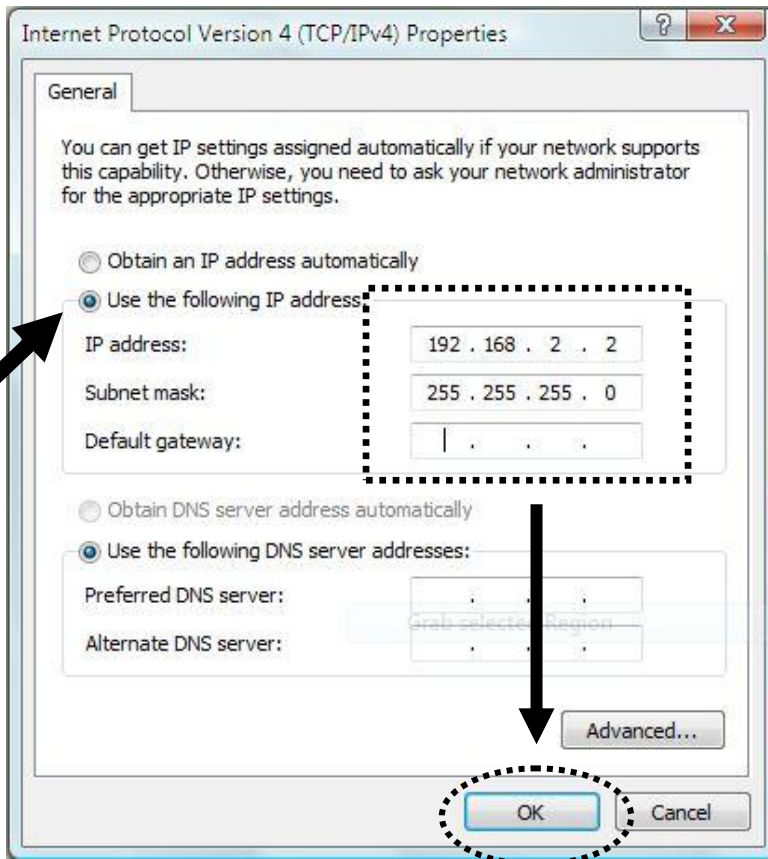 Internet Protocol Version 4 (TCP/IPv4) Properties
General
You can get IP settings assigned automatically if your network supports
this capability. Otherwise, you need to ask your network administrator
for the appropriate IP settings.
Obtain an IP address automatically
Use the following IP address:
IP address: 192 . 168 . 2 . 2
Subnet mask: 255 . 255 . 255 . 0
Default gateway: . . .
Obtain DNS server address automatically
Use the following DNS server addresses:
Preferred DNS server: . . .
Grab selected Region
Alternate DNS server: . . .
Advanced...
OK Cancel